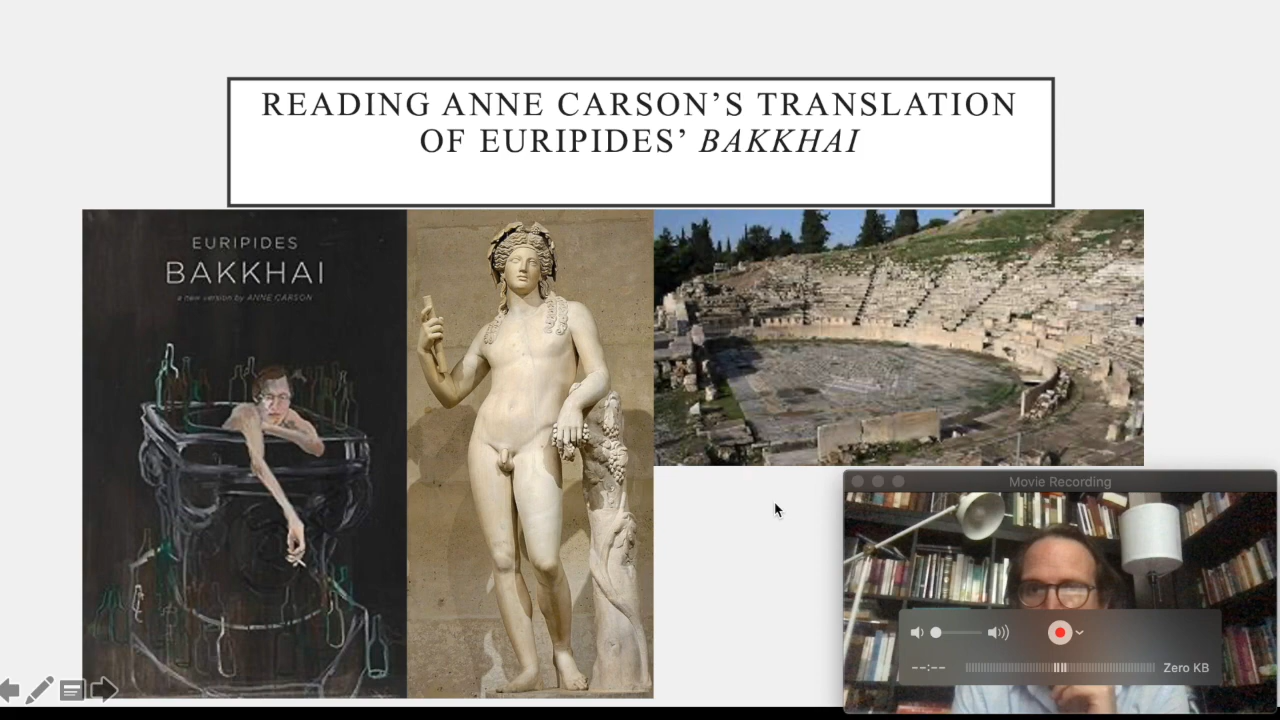 READING ANNE CARSON’S TRANSLATION
OF EURIPIDES’ BAKKHAI
EURIPIDES
BAKKHAI
a new version by ANNE CARSON
Movie Recording
--:--
Zero KB